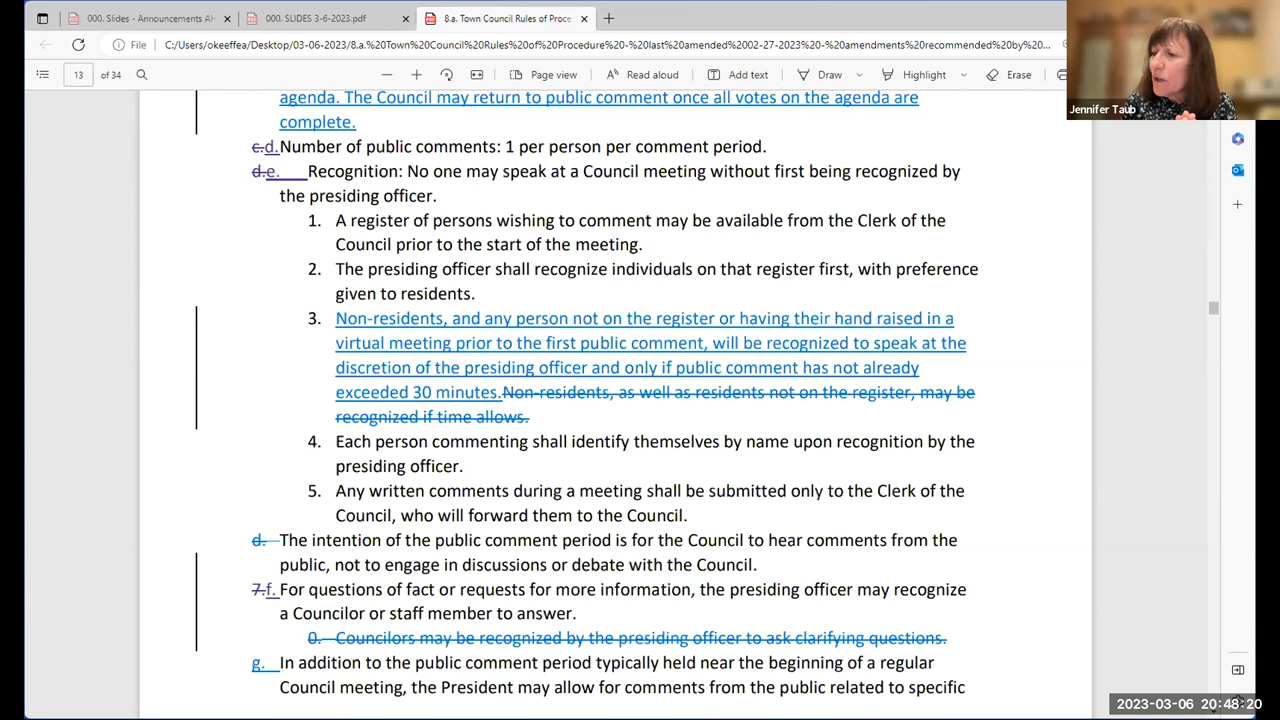 000. Slides - Announcements Al-
000. SLIDES 3-6-2023.pdf
8.a. Town Council Rules of Proce
File
C:/Users/okeeffea/Desktop/03-06-2023/8.a.%20Town%20Council%20Rules%20of%20Procedure%20-%20last%20amended%2002-27-2023%20-%20amendments%20recommended%20by%...
13 of 34
Page view
Read aloud
Add text
Draw
Highlight
Erase
Jennifer Taub
agenda. The Council may return to public comment once all votes on the agenda are
complete.
c.d. Number of public comments: 1 per person per comment period.
d.e. Recognition: No one may speak at a Council meeting without first being recognized by
the presiding officer.
1. A register of persons wishing to comment may be available from the Clerk of the
Council prior to the start of the meeting.
2. The presiding officer shall recognize individuals on that register first, with preference
given to residents.
3. Non-residents, and any person not on the register or having their hand raised in a
virtual meeting prior to the first public comment, will be recognized to speak at the
discretion of the presiding officer and only if public comment has not already
exceeded 30 minutes. Non-residents, as well as residents not on the register, may be
recognized if time allows.
4. Each person commenting shall identify themselves by name upon recognition by the
presiding officer.
5. Any written comments during a meeting shall be submitted only to the Clerk of the
Council, who will forward them to the Council.
d. The intention of the public comment period is for the Council to hear comments from the
public, not to engage in discussions or debate with the Council.
7.f. For questions of fact or requests for more information, the presiding officer may recognize
a Councilor or staff member to answer.
0. Councilors may be recognized by the presiding officer to ask clarifying questions.
g. In addition to the public comment period typically held near the beginning of a regular
Council meeting, the President may allow for comments from the public related to specific
2023-03-06 20:48:20